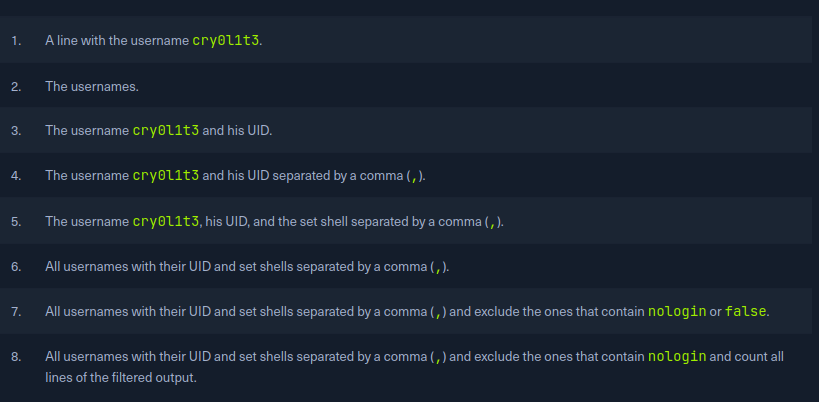 1. A line with the username cry0l1t3.
2. The usernames.
3. The username cry0l1t3 and his UID.
4. The username cry0l1t3 and his UID separated by a comma (,).
5. The username cry0l1t3, his UID, and the set shell separated by a comma (,).
6. All usernames with their UID and set shells separated by a comma (,).
7. All usernames with their UID and set shells separated by a comma (,) and exclude the ones that contain nologin or false.
8. All usernames with their UID and set shells separated by a comma (,) and exclude the ones that contain nologin and count all
lines of the filtered output.